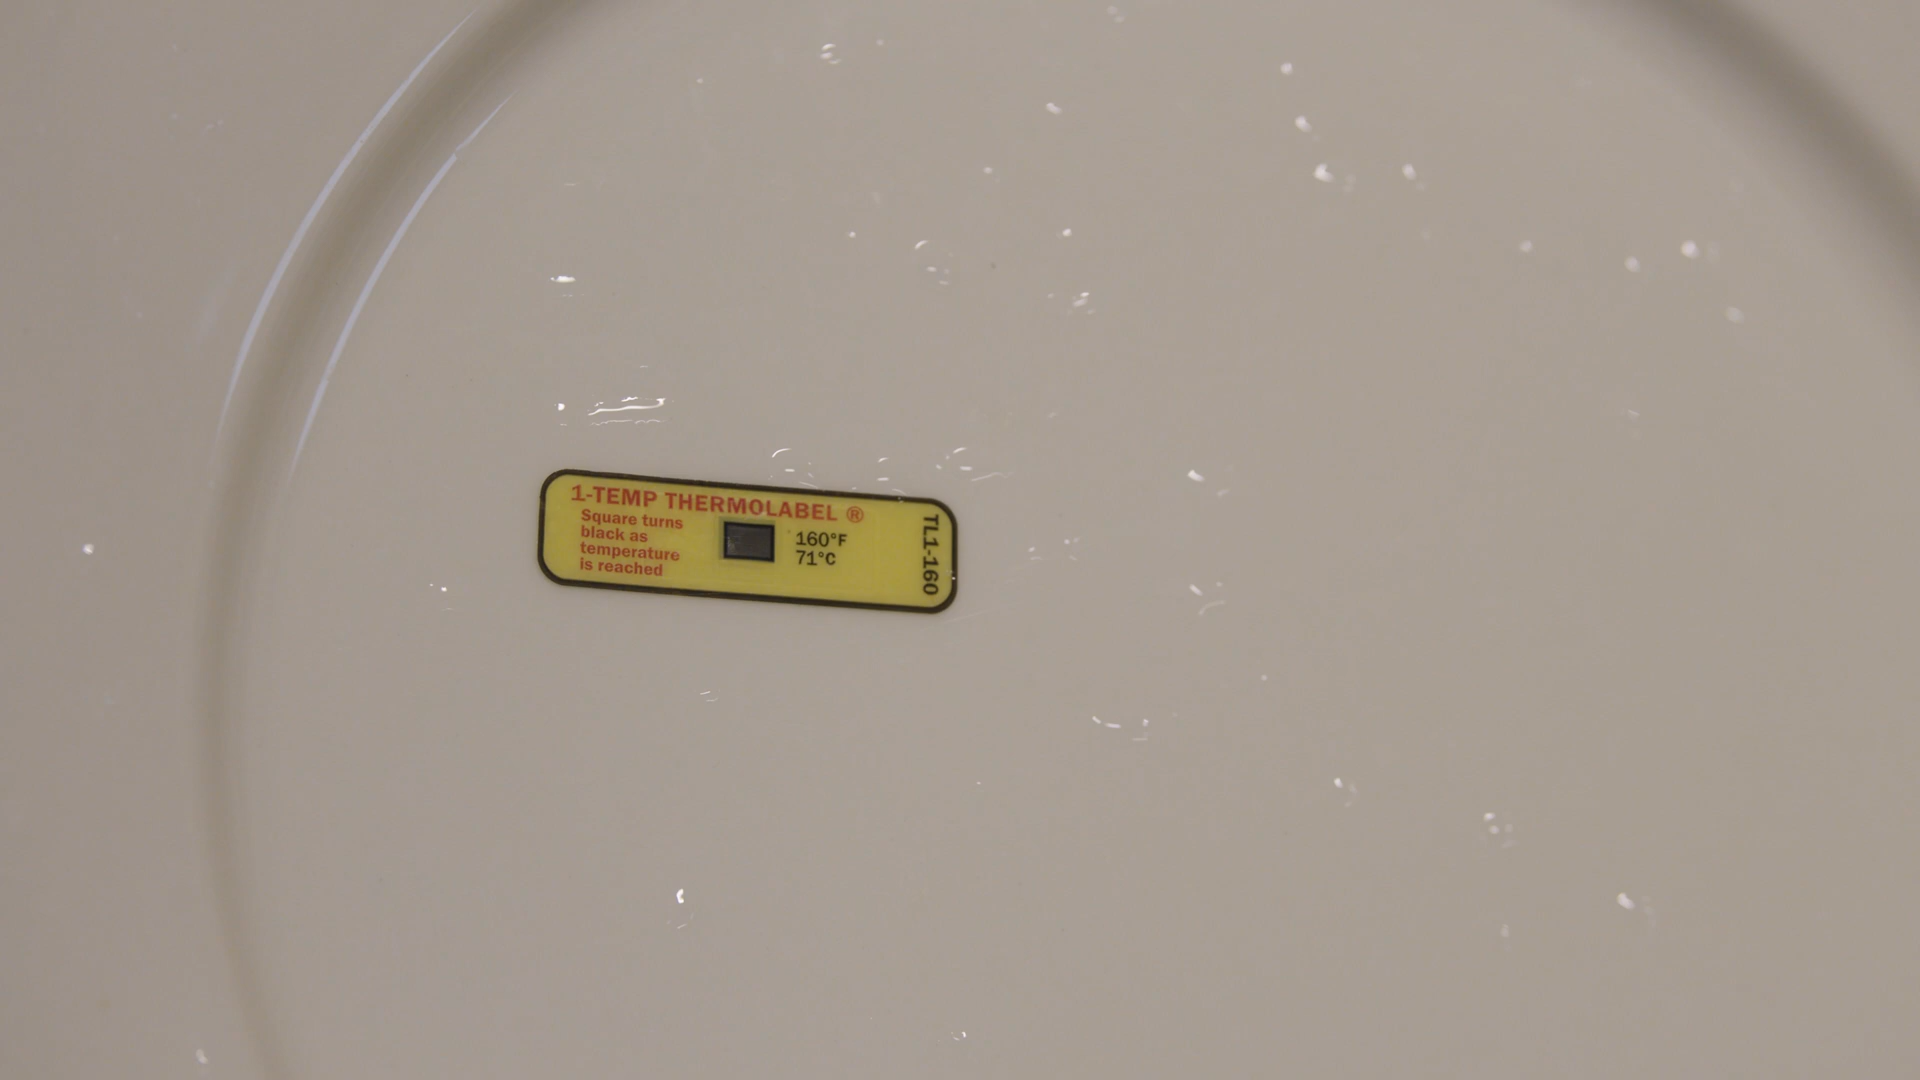 1-TEMP THERMOLABEL ®
Square turns
black as
temperature
is reached
160°F
71°C
TL1-160